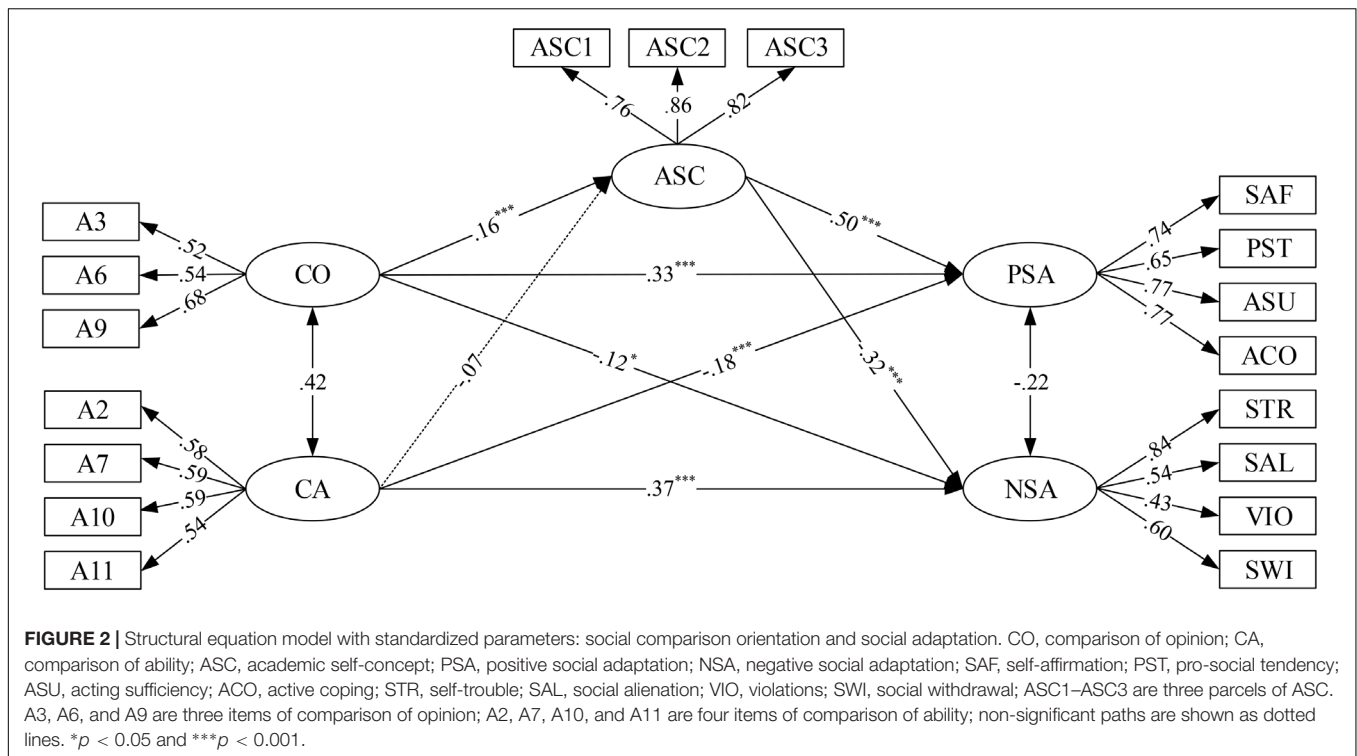 ASC1 ASC2 ASC3
.76 .86 .82
ASC
SAF
A3 .52 .16*** .50*** .74
PST
A6 .54 CO .33*** PSA .65
ASU
A9 .68 .77
ACO
.77
-.12* -.18*** -.32***
.42 -.07 -.22
A2 .58 STR
.84
A7 .59 SAL
CA .37*** NSA .54
A10 .59 VIO
.43
A11 .54 SWI
.60
FIGURE 2 | Structural equation model with standardized parameters: social comparison orientation and social adaptation. CO, comparison of opinion; CA,
comparison of ability; ASC, academic self-concept; PSA, positive social adaptation; NSA, negative social adaptation; SAF, self-affirmation; PST, pro-social tendency;
ASU, acting sufficiency; ACO, active coping; STR, self-trouble; SAL, social alienation; VIO, violations; SWI, social withdrawal; ASC1–ASC3 are three parcels of ASC.
A3, A6, and A9 are three items of comparison of opinion; A2, A7, A10, and A11 are four items of comparison of ability; non-significant paths are shown as dotted
lines. *p < 0.05 and ***p < 0.001.